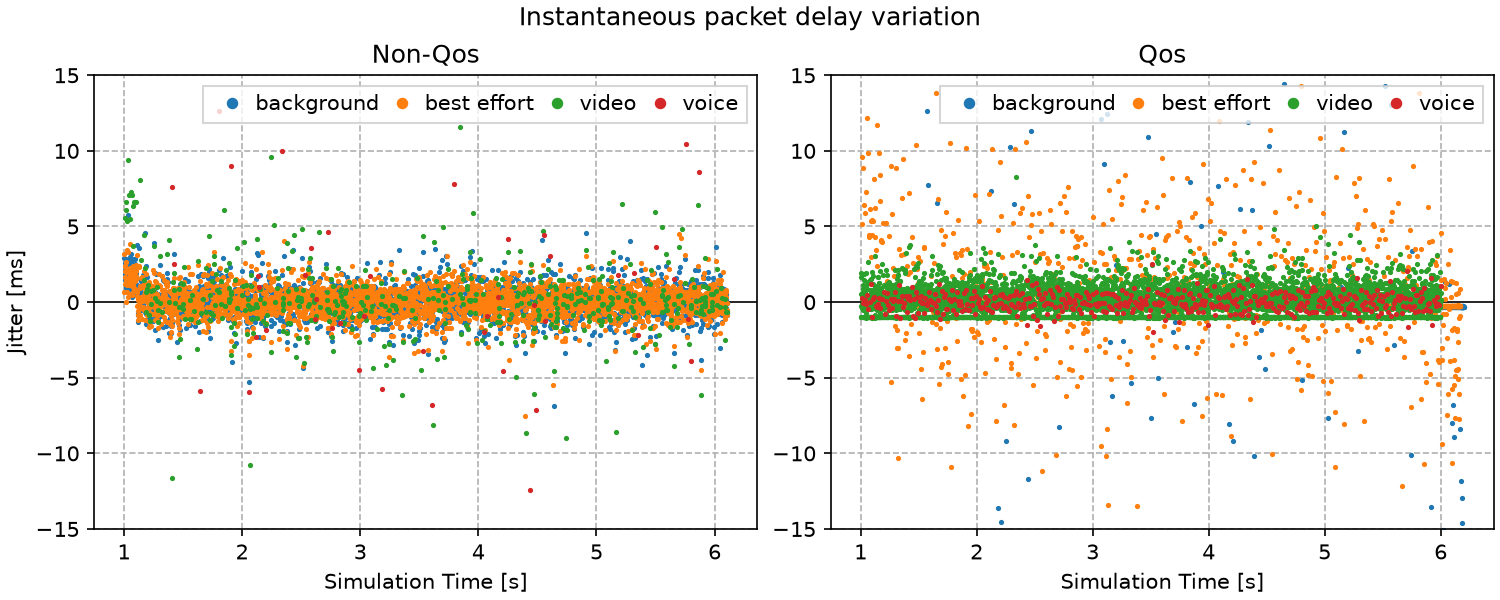 Instantaneous packet delay variation
Non-Qos
Qos
background best effort video voice
background best effort video voice
Jitter [ms]
15
10
5
0
−5
−10
−15
1 2 3 4 5 6
Simulation Time [s]
15
10
5
0
−5
−10
−15
1 2 3 4 5 6
Simulation Time [s]